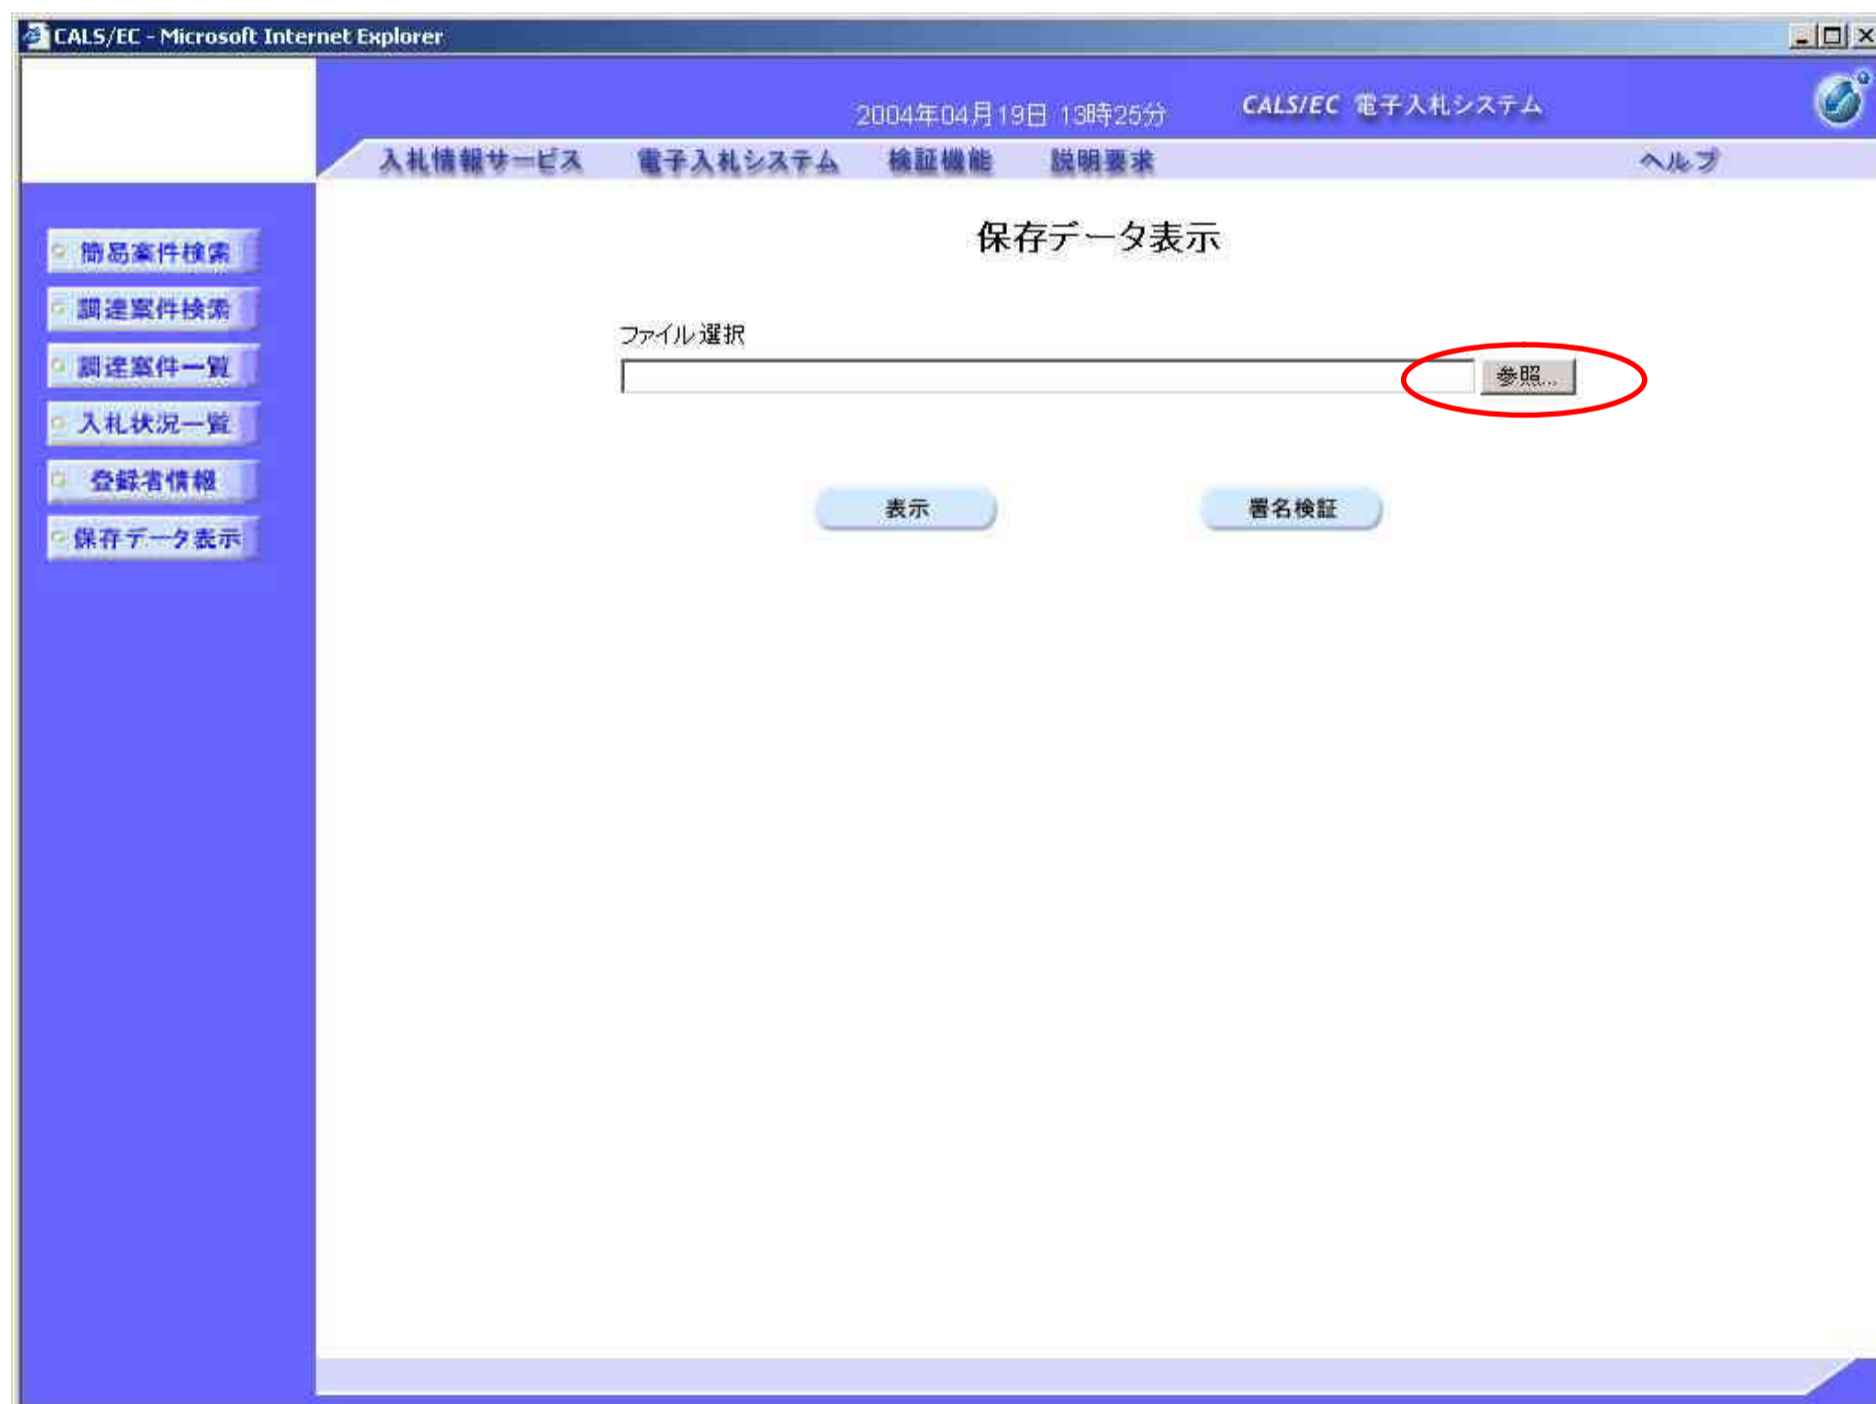 CALS/EC - Microsoft Internet Explorer
2004年04月19日 13時25分
CALS/EC 電子入札システム
入札情報サービス 電子入札システム 検証機能 説明要求 ヘルプ
簡易案件検索
調達案件検索
調達案件一覧
入札状況一覧
登録者情報
保存データ表示
保存データ表示
ファイル選択
参照...
表示 署名検証